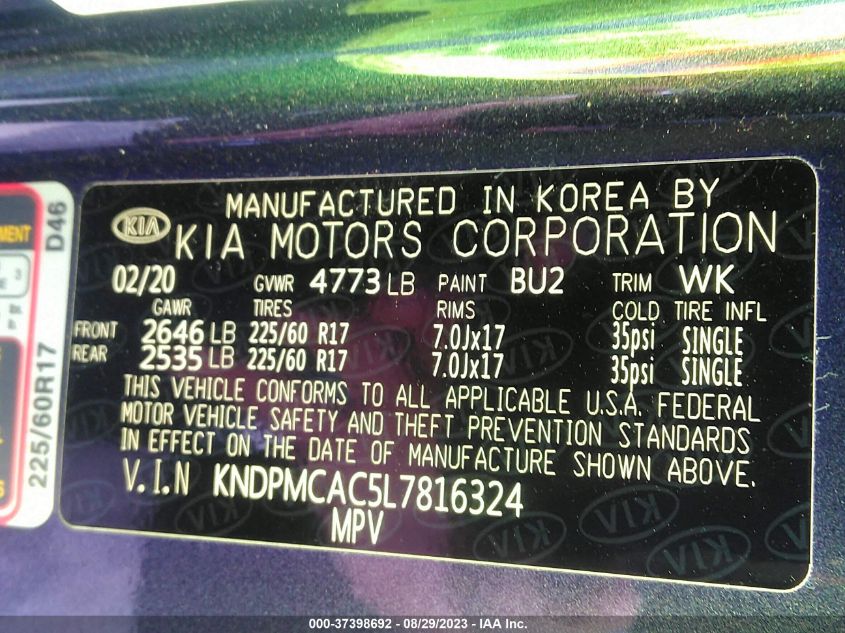 MANUFACTURED IN KOREA BY
KIA KIA MOTORS CORPORATION
02/20 GVWR 4773 LB PAINT BU2 TRIM WK
GAWR TIRES RIMS COLD TIRE INFL
FRONT 2646 LB 225/60 R17 7.0Jx17 35psi SINGLE
REAR 2535 LB 225/60 R17 7.0Jx17 35psi SINGLE
THIS VEHICLE CONFORMS TO ALL APPLICABLE U.S.A. FEDERAL
MOTOR VEHICLE SAFETY AND THEFT PREVENTION STANDARDS
IN EFFECT ON THE DATE OF MANUFACTURE SHOWN ABOVE.
V.I.N KNDPMCAC5L7816324
MPV
225/60R17 D46
3
000-37398692 - 08/29/2023 - IAA Inc.